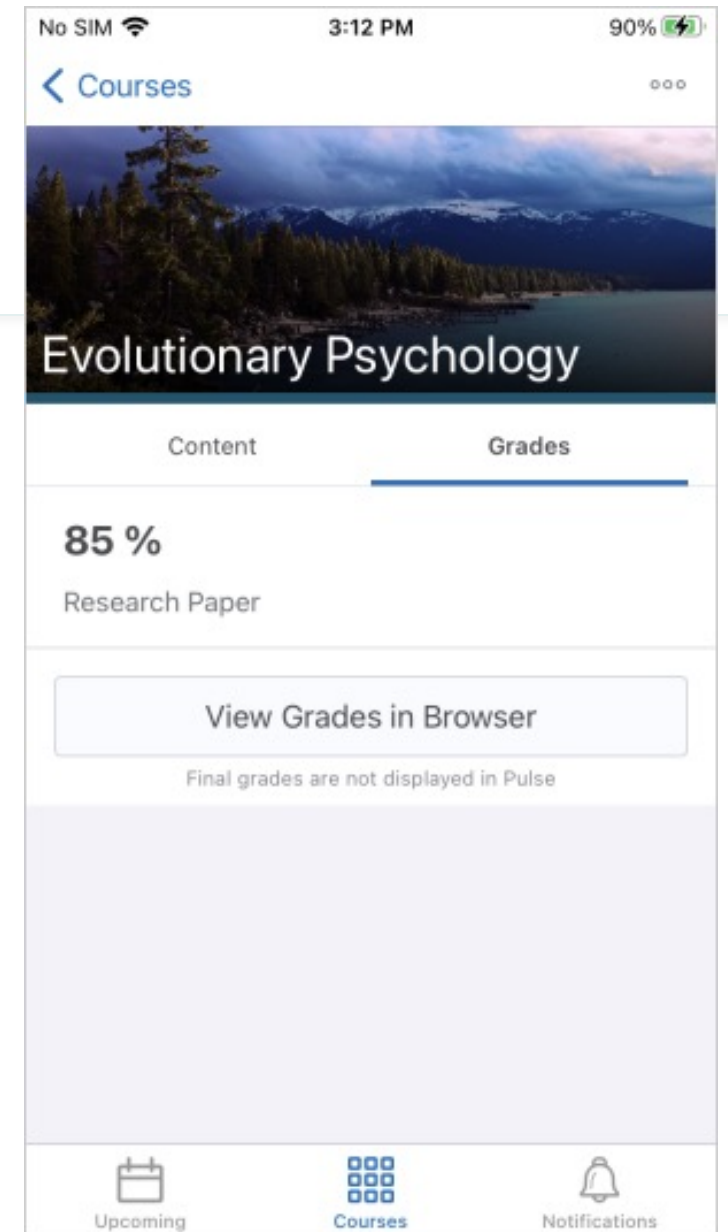 No SIM 3:12 PM 90%
Courses
Evolutionary Psychology
Content Grades
85 %
Research Paper
View Grades in Browser
Final grades are not displayed in Pulse
Upcoming Courses Notifications